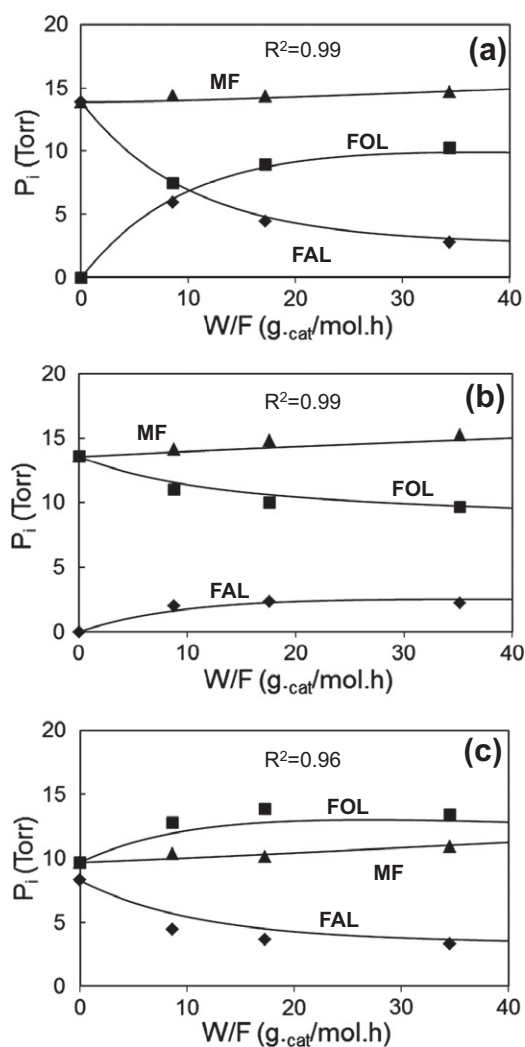 (a)
R²=0.99
MF
FOL
FAL
20
15
10
5
0
Pi (Torr)
0 10 20 30 40
W/F (g.cat/mol.h)
(b)
R²=0.99
MF
FOL
FAL
20
15
10
5
0
Pi (Torr)
0 10 20 30 40
W/F (g.cat/mol.h)
(c)
R²=0.96
FOL
MF
FAL
20
15
10
5
0
Pi (Torr)
0 10 20 30 40
W/F (g.cat/mol.h)